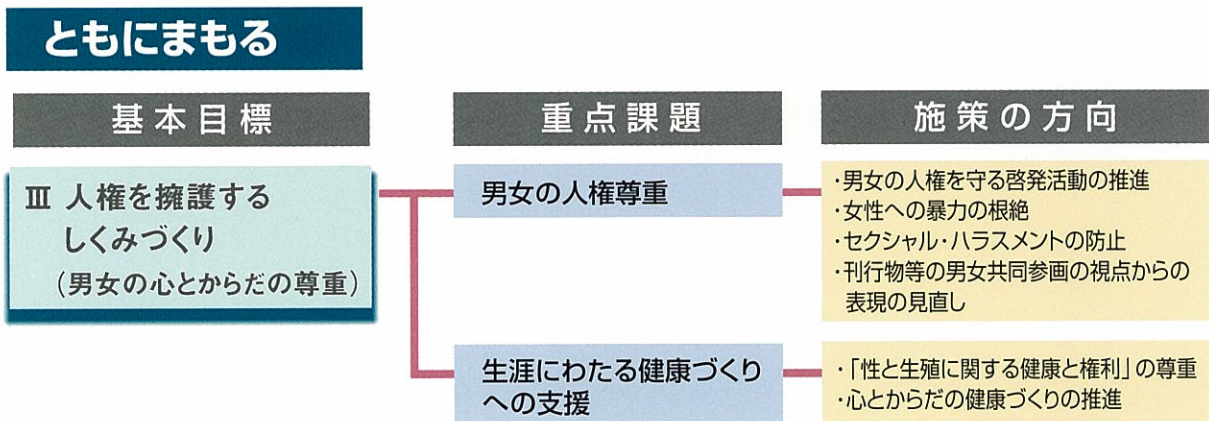 ともにまもる
基本目標
重点課題
施策の方向
Ⅲ 人権を擁護する
しくみづくり
(男女の心とからだの尊重)
男女の人権尊重
・男女の人権を守る啓発活動の推進
・女性への暴力の根絶
・セクシャル・ハラスメントの防止
・刊行物等の男女共同参画の視点からの
表現の見直し
生涯にわたる健康づくり
への支援
・「性と生殖に関する健康と権利」の尊重
・心とからだの健康づくりの推進